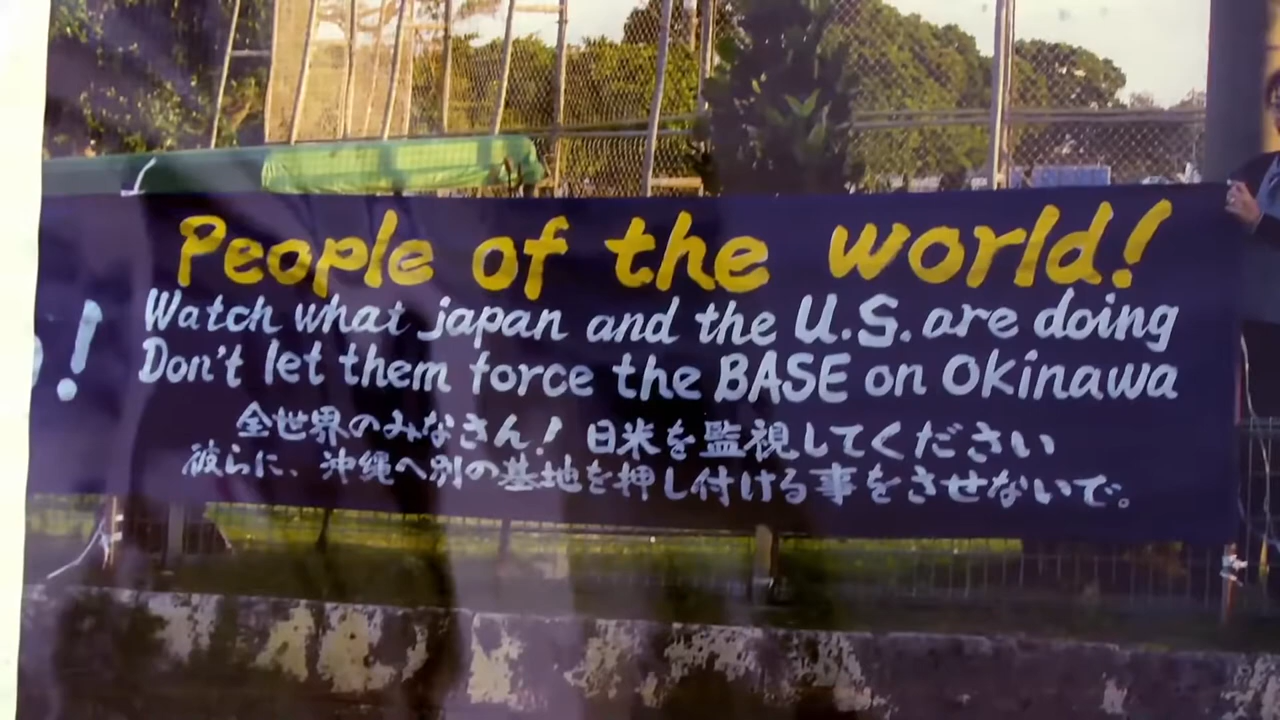 People of the world!
Watch what japan and the U.S. are doing
Don't let them force the BASE on Okinawa
全世界のみなさん! 日米を監視してください
彼らに、沖縄へ別の基地を押し付ける事をさせないで。
!